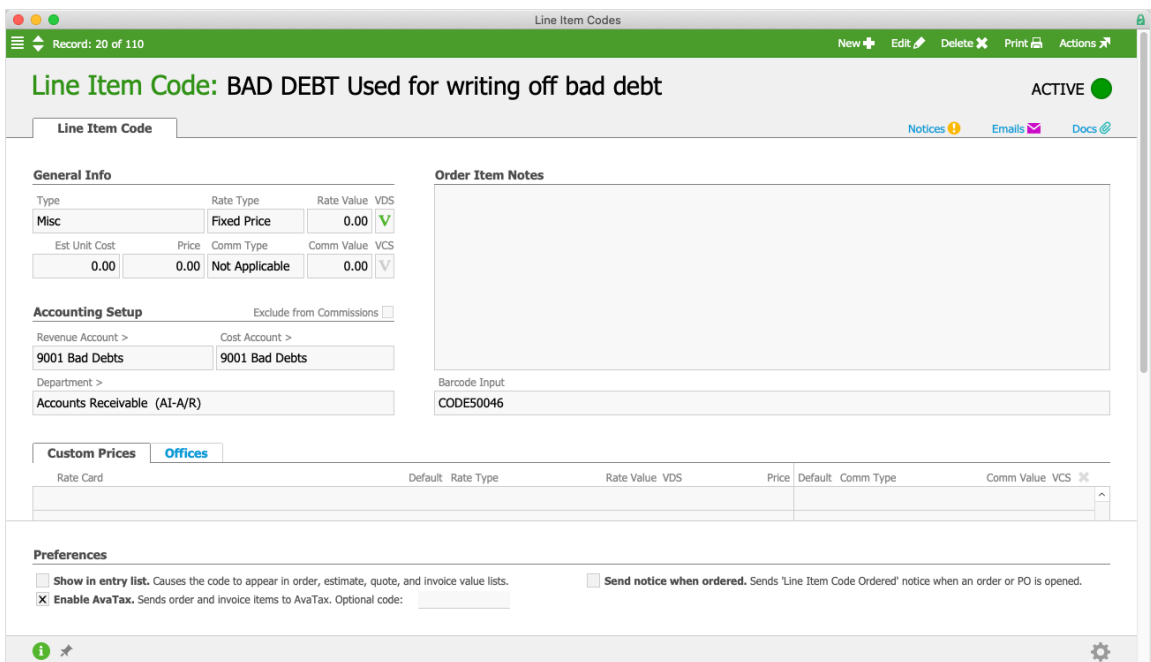 Line Item Codes
Record: 20 of 110
New Edit Delete Print Actions
Line Item Code: BAD DEBT Used for writing off bad debt
ACTIVE
Line Item Code
Notices Emails Docs
General Info
Type Rate Type Rate Value VDS
Misc Fixed Price 0.00 V
Est Unit Cost Price Comm Type Comm Value VCS
0.00 0.00 Not Applicable 0.00 V
Accounting Setup Exclude from Commissions
Revenue Account > Cost Account >
9001 Bad Debts 9001 Bad Debts
Department >
Accounts Receivable (AI-A/R)
Order Item Notes
Barcode Input
CODE50046
Custom Prices Offices
Rate Card Default Rate Type Rate Value VDS Price Default Comm Type Comm Value VCS
Preferences
Show in entry list. Causes the code to appear in order, estimate, quote, and invoice value lists.
X Enable AvaTax. Sends order and invoice items to AvaTax. Optional code:
Send notice when ordered. Sends 'Line Item Code Ordered' notice when an order or PO is opened.